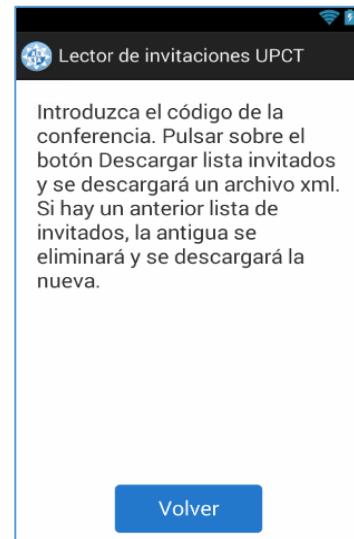 Lector de invitaciones UPCT
Introduzca el código de la
conferencia. Pulsar sobre el
botón Descargar lista invitados
y se descargará un archivo xml.
Si hay un anterior lista de
invitados, la antigua se
eliminará y se descargará la
nueva.
Volver